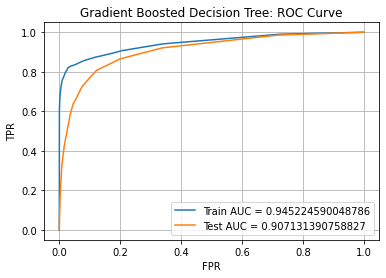 Gradient Boosted Decision Tree: ROC Curve
1.0
0.8
0.6
TPR
0.4
0.2
0.0
Train AUC = 0.945224590048786
Test AUC = 0.907131390758827
0.0 0.2 0.4 0.6 0.8 1.0
FPR